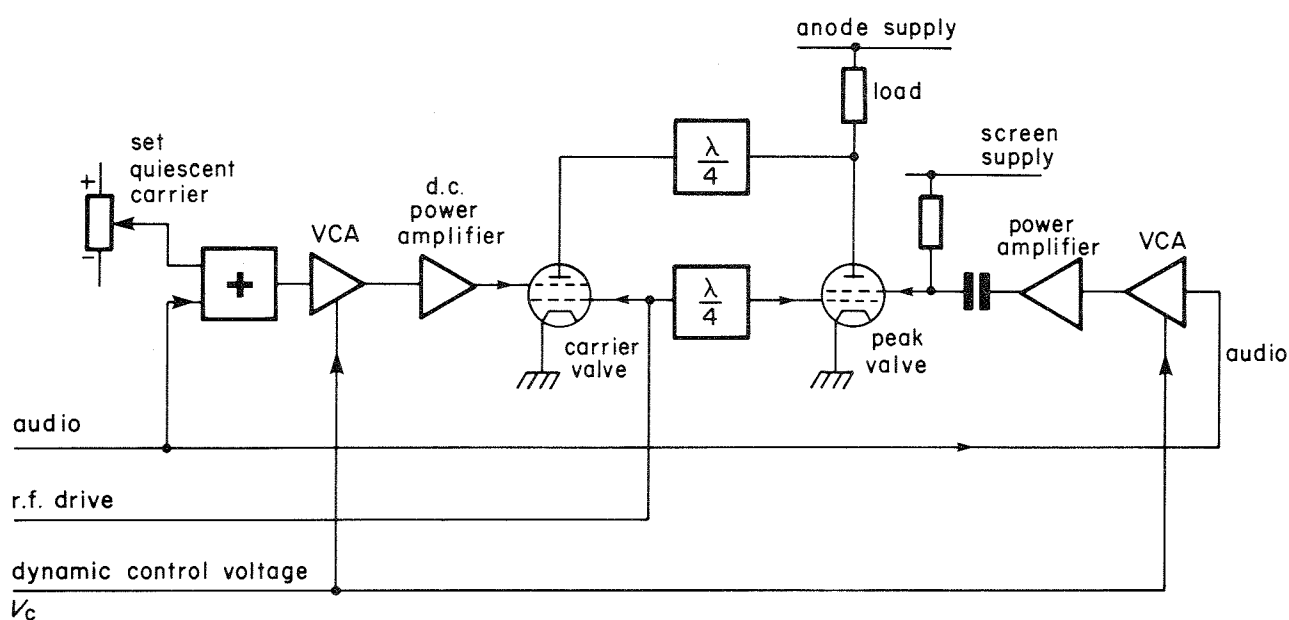 anode supply
load
set
quiescent
carrier
+
−
VCA
d.c.
power
amplifier
λ
4
screen
supply
power
amplifier
VCA
+
λ
4
carrier
valve
peak
valve
audio
audio
r.f. drive
dynamic control voltage
Vc